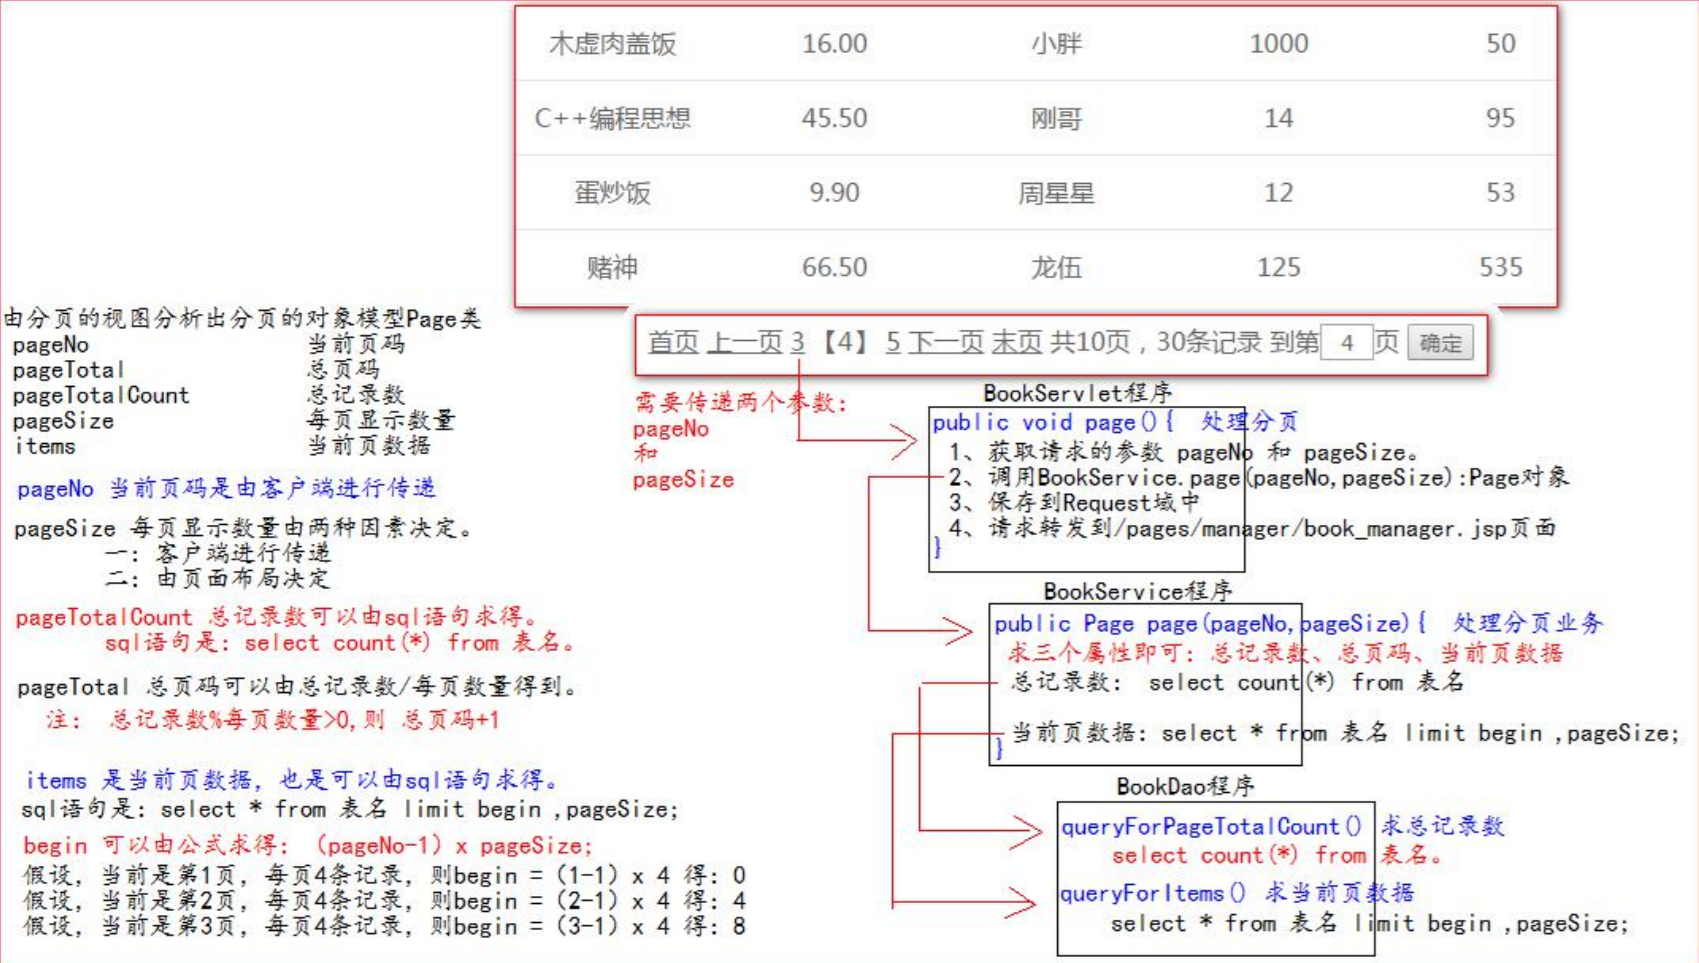 木虚肉盖饭 16.00 小胖 1000 50
C++编程思想 45.50 刚哥 14 95
蛋炒饭 9.90 周星星 12 53
赌神 66.50 龙伍 125 535
首页 上一页 3 【4】 5 下一页 末页 共10页，30条记录 到第 4 页 确定
由分页的视图分析出分页的对象模型Page类
pageNo 当前页码
pageTotal 总页码
pageTotalCount 总记录数
pageSize 每页显示数量
items 当前页数据
pageNo 当前页码是由客户端进行传递
pageSize 每页显示数量由两种因素决定。
一：客户端进行传递
二：由页面布局决定
pageTotalCount 总记录数可以由sql语句求得。
sql语句是：select count(*) from 表名。
pageTotal 总页码可以由总记录数/每页数量得到。
注： 总记录数%每页数量>0,则 总页码+1
items 是当前页数据，也是可以由sql语句求得。
sql语句是：select * from 表名 limit begin ,pageSize;
begin 可以由公式求得：（pageNo-1）x pageSize;
假设，当前是第1页，每页4条记录，则begin =（1-1）x 4 得：0
假设，当前是第2页，每页4条记录，则begin =（2-1）x 4 得：4
假设，当前是第3页，每页4条记录，则begin =（3-1）x 4 得：8
需要传递两个参数：
pageNo
和
pageSize
BookServlet程序
public void page(){ 处理分页
1、获取请求的参数 pageNo 和 pageSize。
2、调用BookService.page(pageNo,pageSize):Page对象
3、保存到Request域中
4、请求转发到/pages/manager/book_manager.jsp页面
}
BookService程序
public Page page(pageNo,pageSize){ 处理分页业务
求三个属性即可：总记录数、总页码、当前页数据
总记录数： select count(*) from 表名
当前页数据：select * from 表名 limit begin ,pageSize;
}
BookDao程序
queryForPageTotalCount() 求总记录数
select count(*) from 表名。
queryForItems() 求当前页数据
select * from 表名 limit begin ,pageSize;